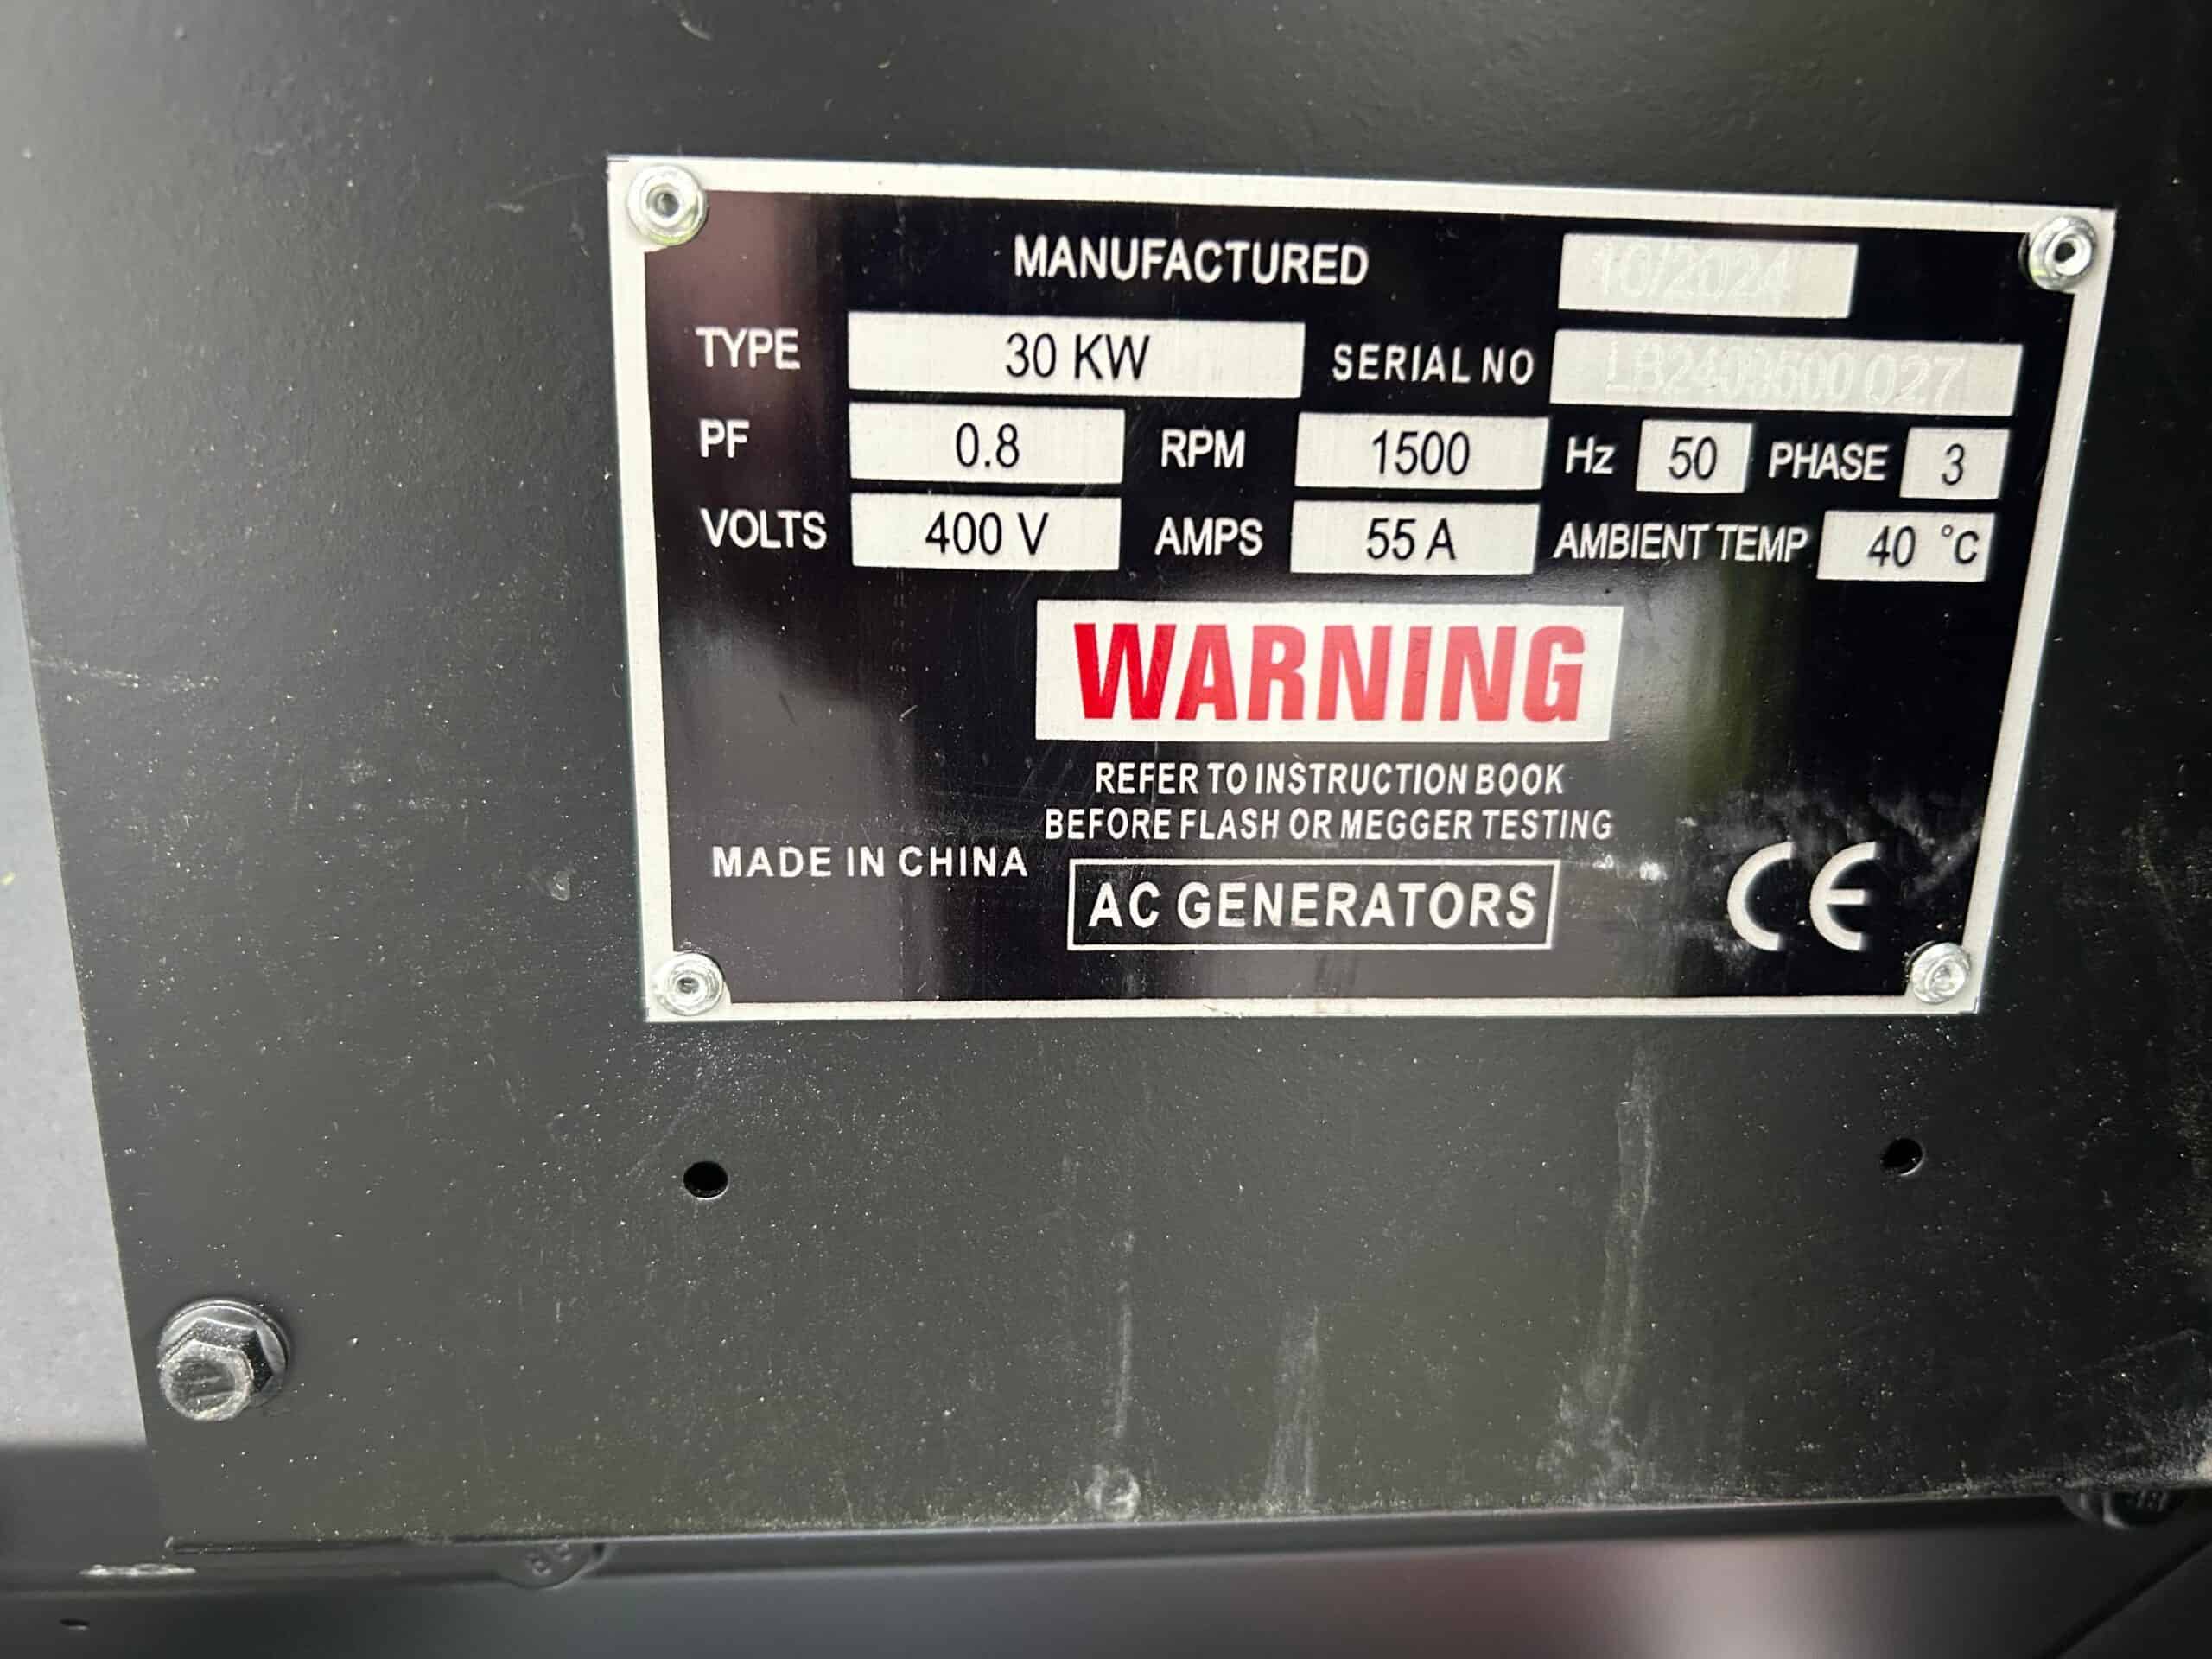 MANUFACTURED 10/2024
TYPE 30 KW SERIAL NO
PF 0.8 RPM 1500 Hz 50 PHASE 3
VOLTS 400 V AMPS 55 A AMBIENT TEMP 40 °C
WARNING
REFER TO INSTRUCTION BOOK
BEFORE FLASH OR MEGGER TESTING
MADE IN CHINA
AC GENERATORS
CE